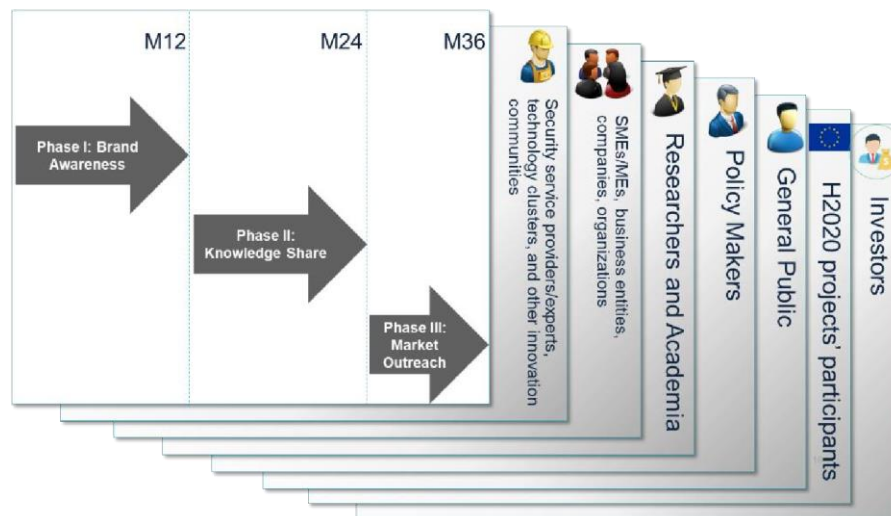 M12
M24
M36
Phase I: Brand
Awareness
Phase II:
Knowledge Share
Phase III:
Market
Outreach
Security service providers/experts,
technology clusters, and other innovation
communities
SMEs/MEs, business entities,
companies, organizations
Researchers and Academia
Policy Makers
General Public
H2020 projects' participants
Investors